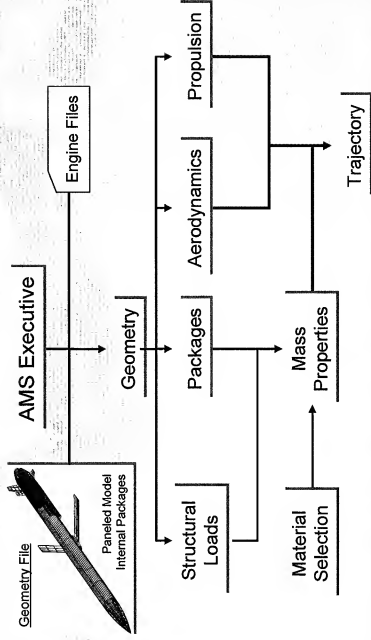 Geometry File
Paneled Model
Internal Packages
AMS Executive
Engine Files
Geometry
Structural
Loads
Packages
Aerodynamics
Propulsion
Material
Selection
Mass
Properties
Trajectory